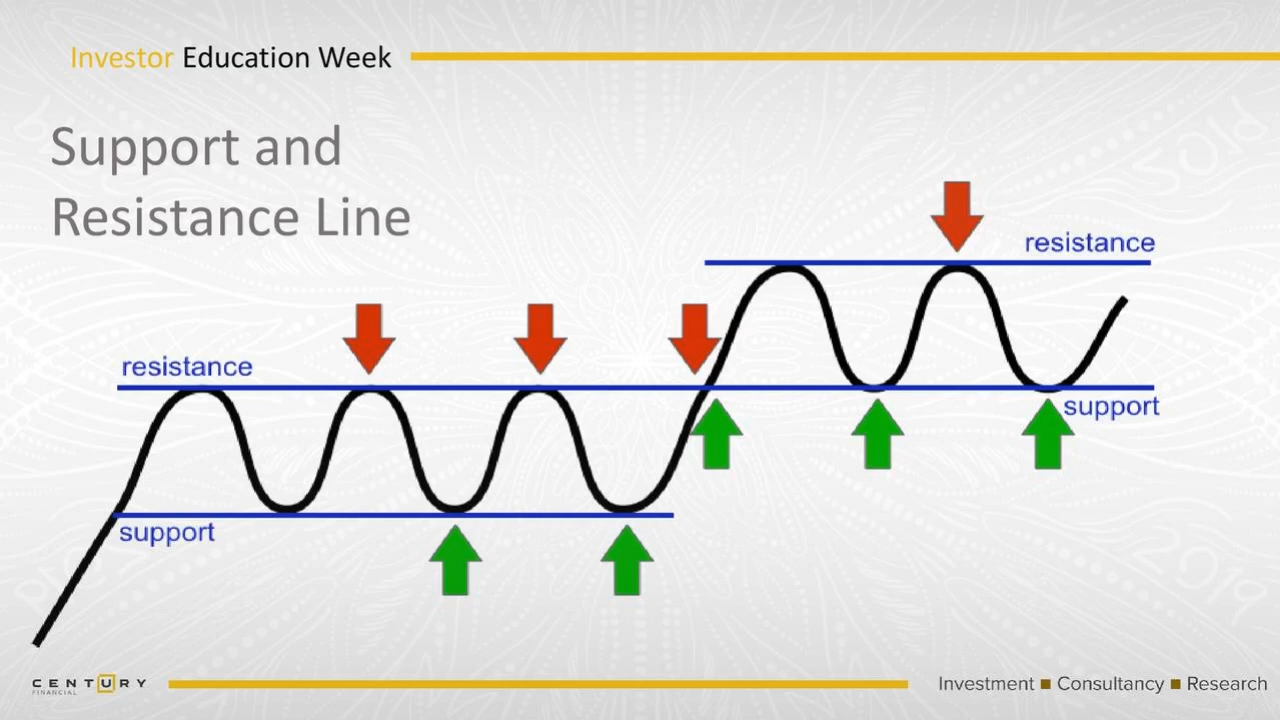 Investor Education Week
Support and
Resistance Line
resistance
resistance
support
support
CENTURY
FINANCIAL
Investment ■ Consultancy ■ Research